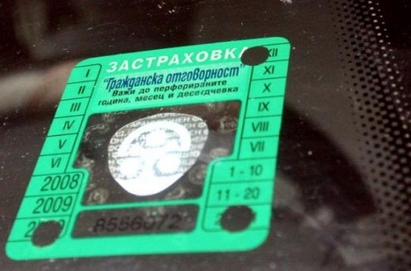 ЗАСТРАХОВКА
"Гражданска отговорност"
Важи до перфорираните
година, месец и десетдневка
I
II
III
IV
V
VI
2008
2009
XII
XI
X
IX
VIII
VII
1 - 10
11 - 20
8556072